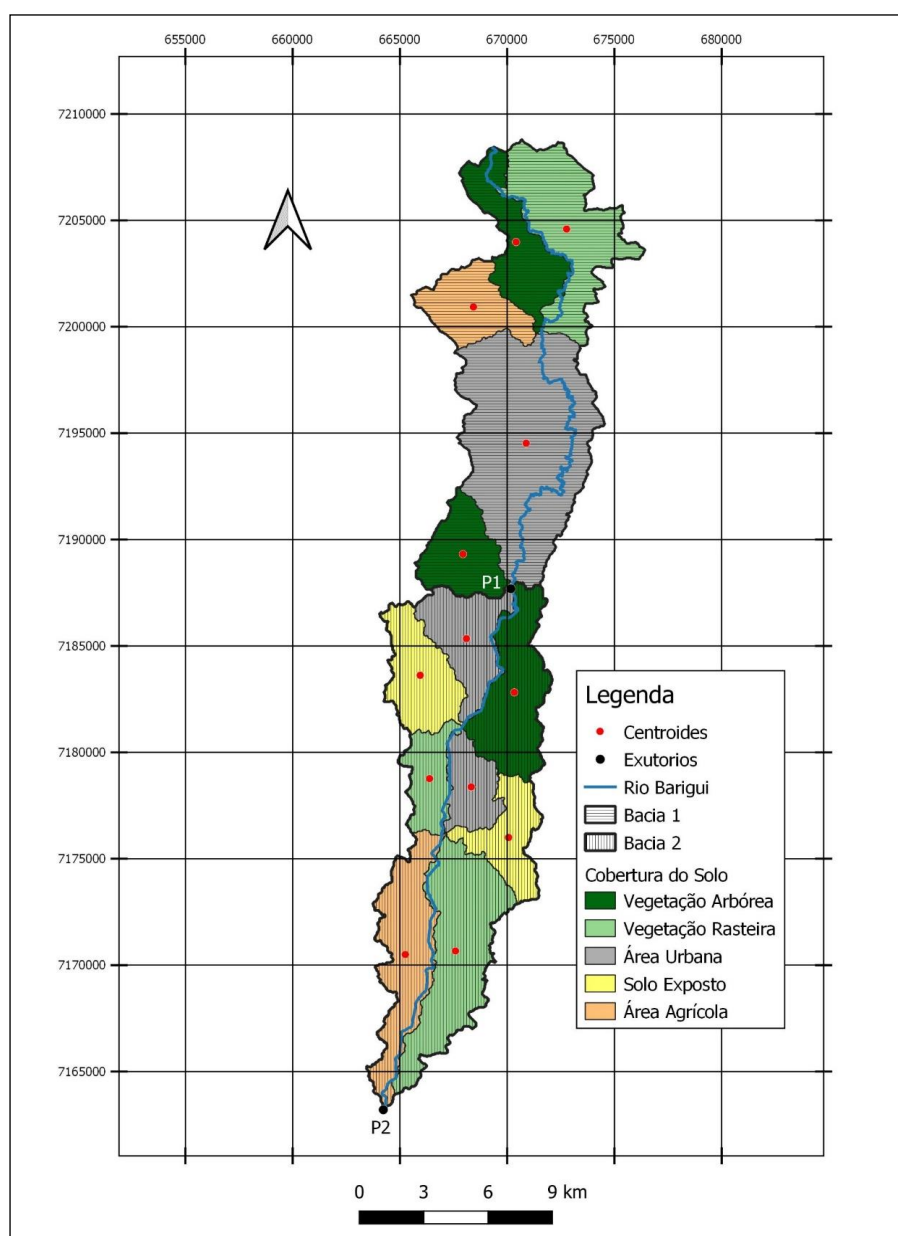 655000 660000 665000 670000 675000 680000
7210000
7205000
7200000
7195000
7190000
P1
7185000
7180000
7175000
7170000
7165000
P2
Legenda
Centroides
Exutorios
Rio Barigui
Bacia 1
Bacia 2
Cobertura do Solo
Vegetação Arbórea
Vegetação Rasteira
Área Urbana
Solo Exposto
Área Agrícola
0 3 6 9 km